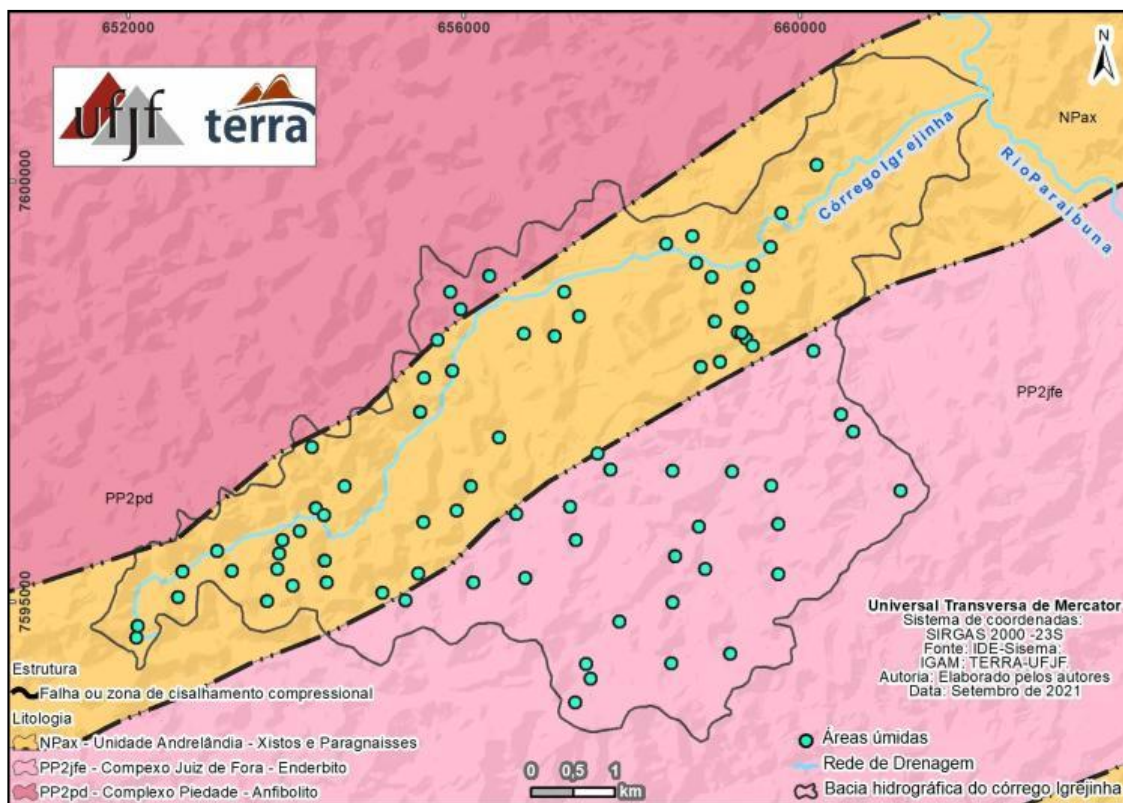 652000
656000
660000
N
ufjf
terra
NPax
Córrego Igrejinha
Rio Paraibuna
7600000
PP2jfe
PP2pd
7595000
Universal Transversa de Mercator
Sistema de coordenadas:
SIRGAS 2000 -23S
Fonte: IDE-Sisema:
IGAM; TERRA-UFJF.
Autoria: Elaborado pelos autores
Data: Setembro de 2021
Estrutura
Falha ou zona de cisalhamento compressional
Litologia
NPax - Unidade Andrelândia - Xistos e Paragnaisses
PP2jfe - Compexo Juiz de Fora - Enderbito
PP2pd - Complexo Piedade - Anfibolito
0 0,5 1
km
Áreas úmidas
Rede de Drenagem
Bacia hidrográfica do córrego Igrejinha